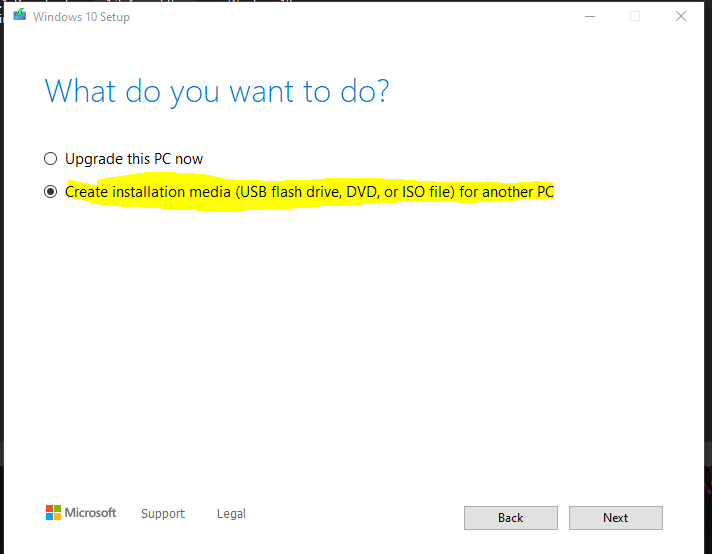 Windows 10 Setup
What do you want to do?
Upgrade this PC now
Create installation media (USB flash drive, DVD, or ISO file) for another PC
Microsoft Support Legal Back Next